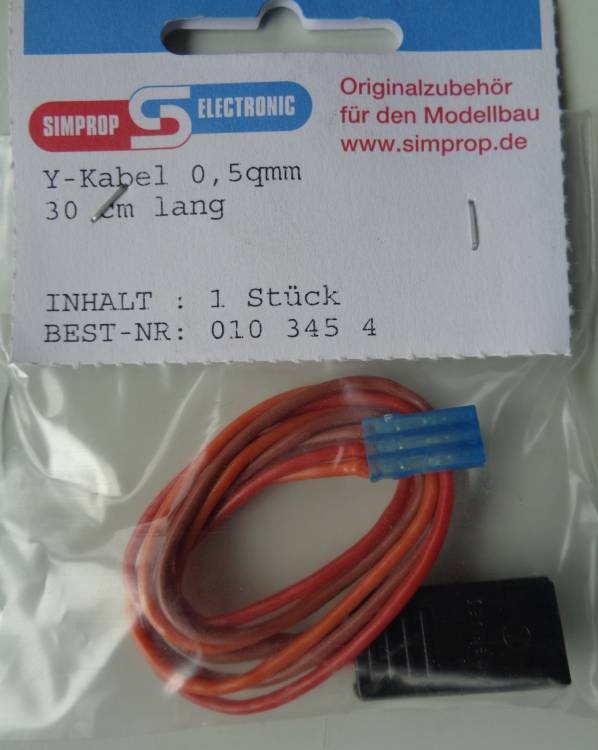 SIMPROP S ELECTRONIC
Originalzubehör
für den Modellbau
www.simprop.de
Y-Kabel 0,5qmm
30 cm lang
INHALT : 1 Stück
BEST-NR: 010 345 4